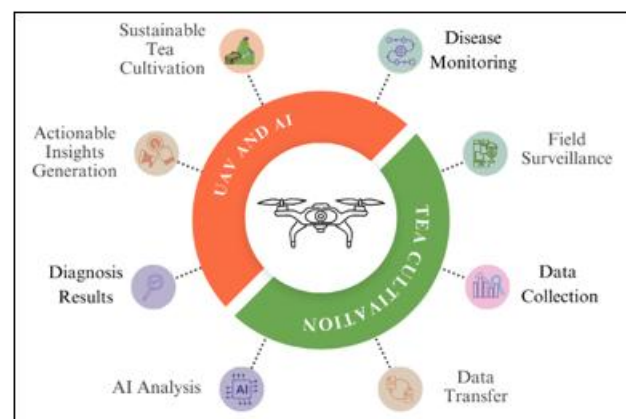 Sustainable
Tea
Cultivation
Disease
Monitoring
Actionable
Insights
Generation
UAV AND AI
Field
Surveillance
TEA CULTIVATION
Diagnosis
Results
Data
Collection
AI Analysis
AI
Data
Transfer